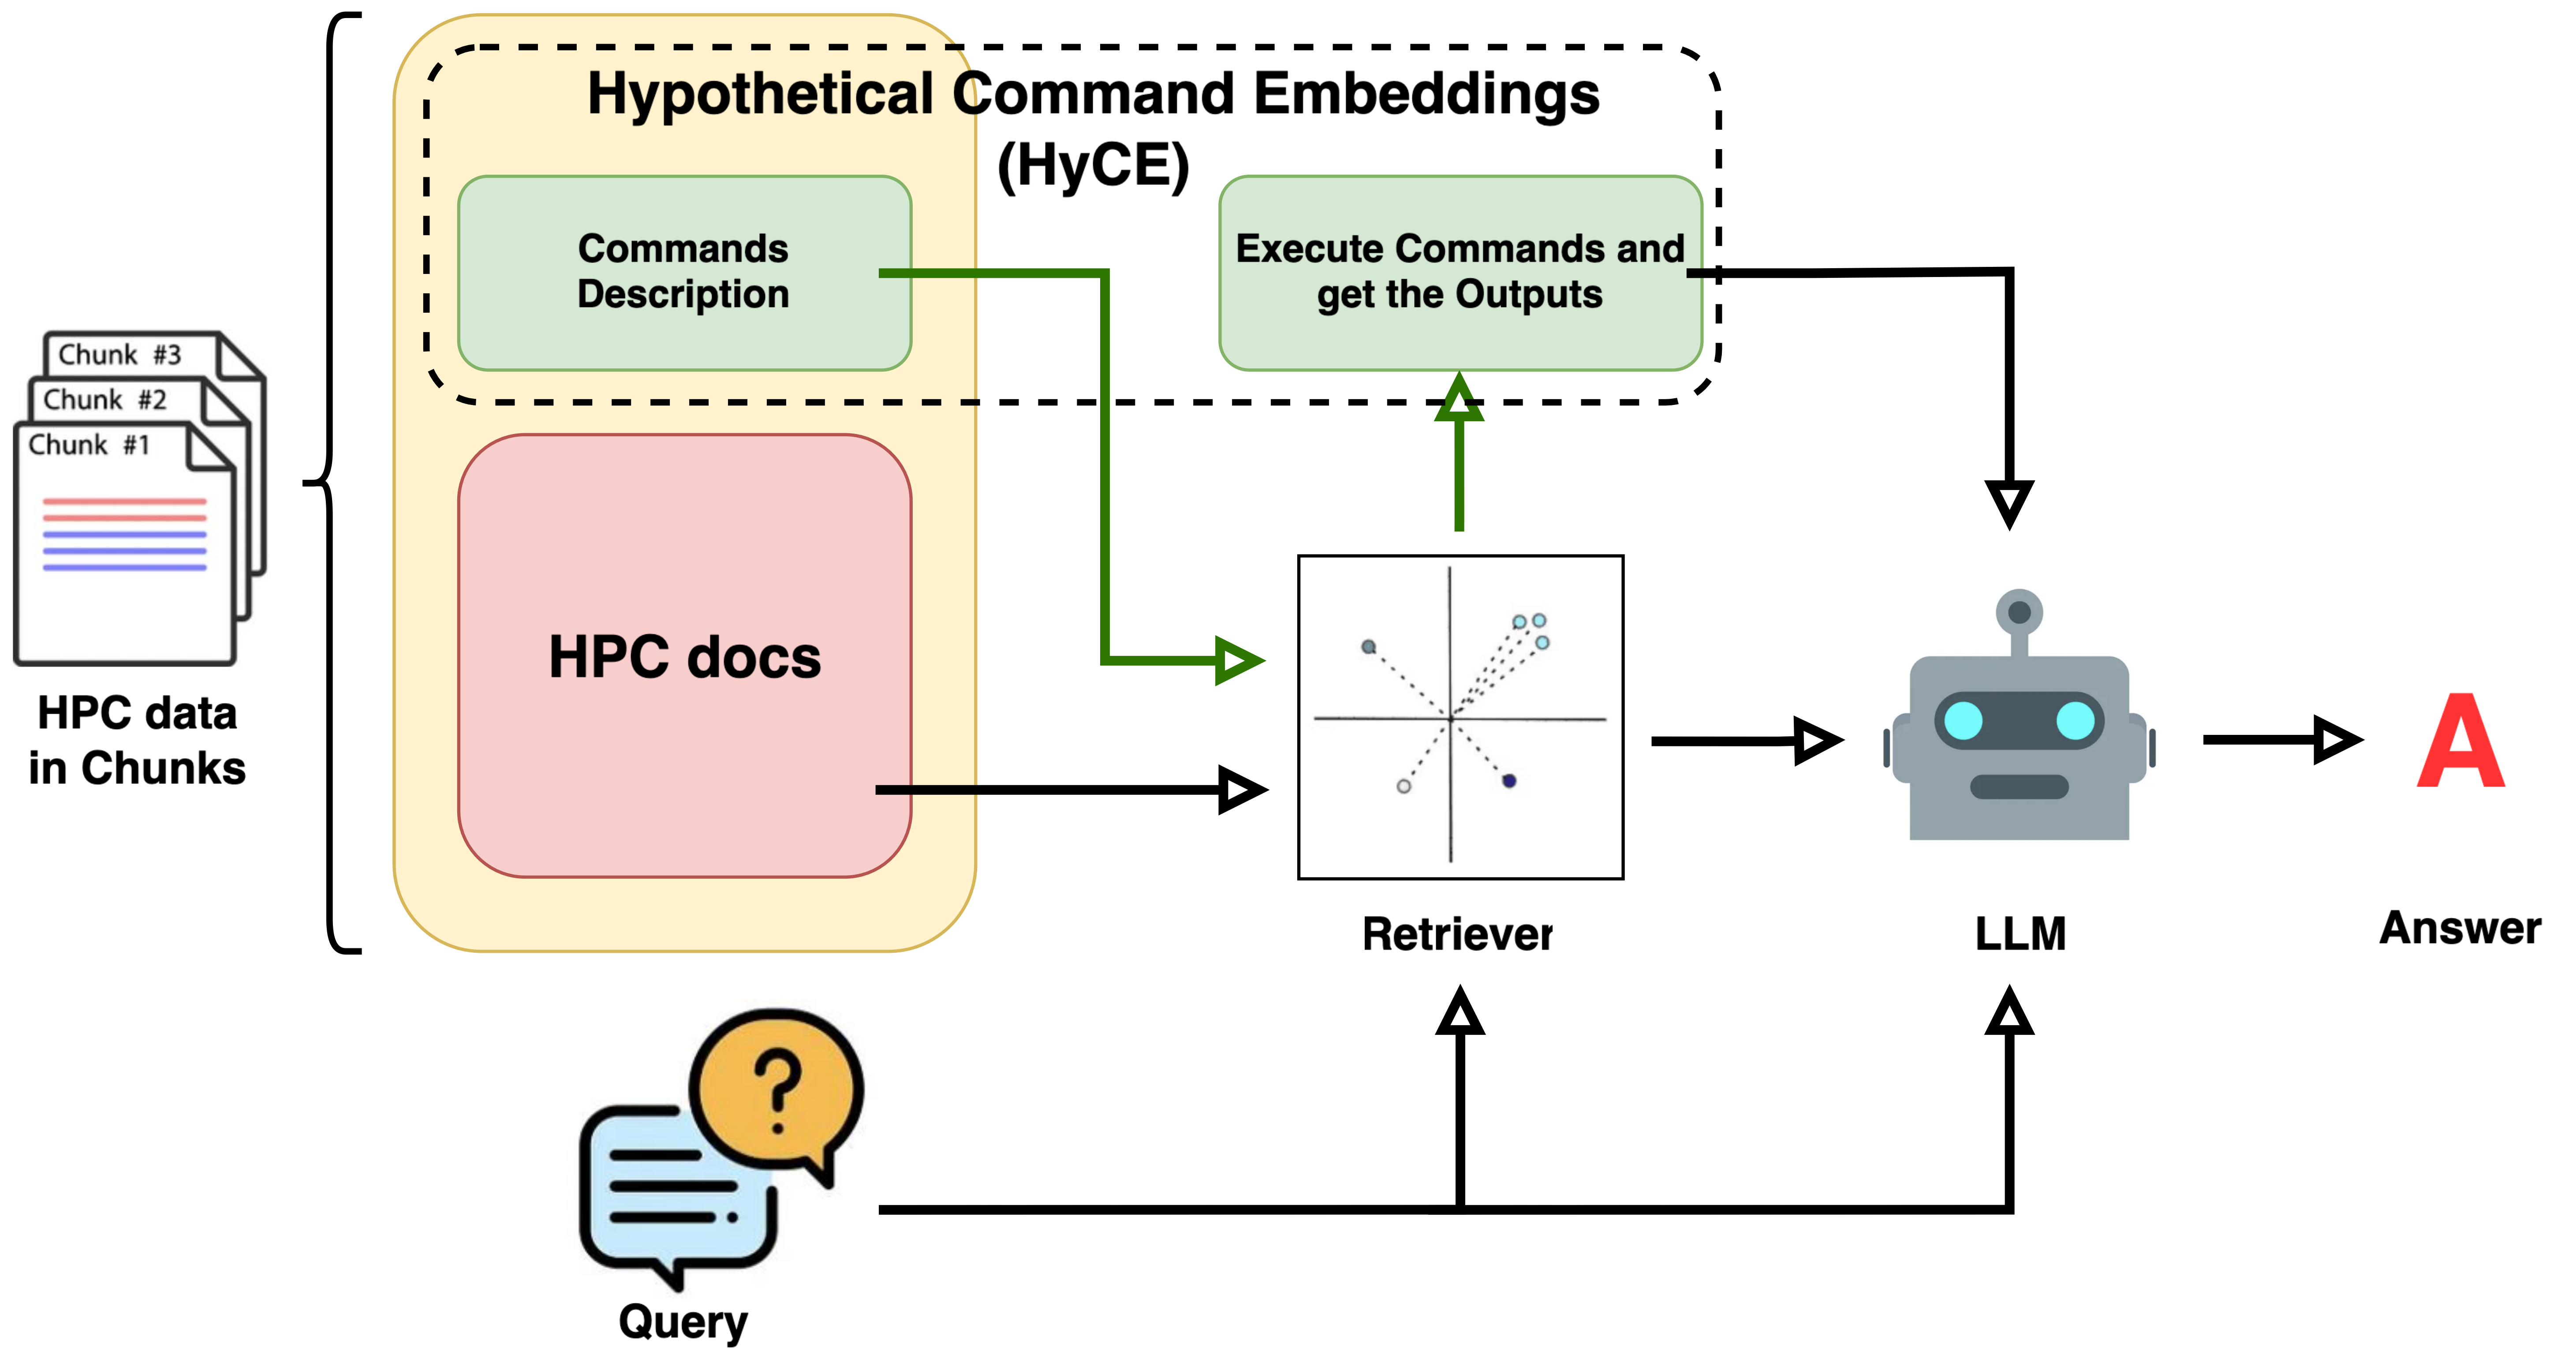 Hypothetical Command Embeddings
(HyCE)
Commands
Description
Execute Commands and
get the Outputs
Chunk #3
Chunk #2
Chunk #1
HPC data
in Chunks
HPC docs
Retriever
LLM
A
Answer
?
Query